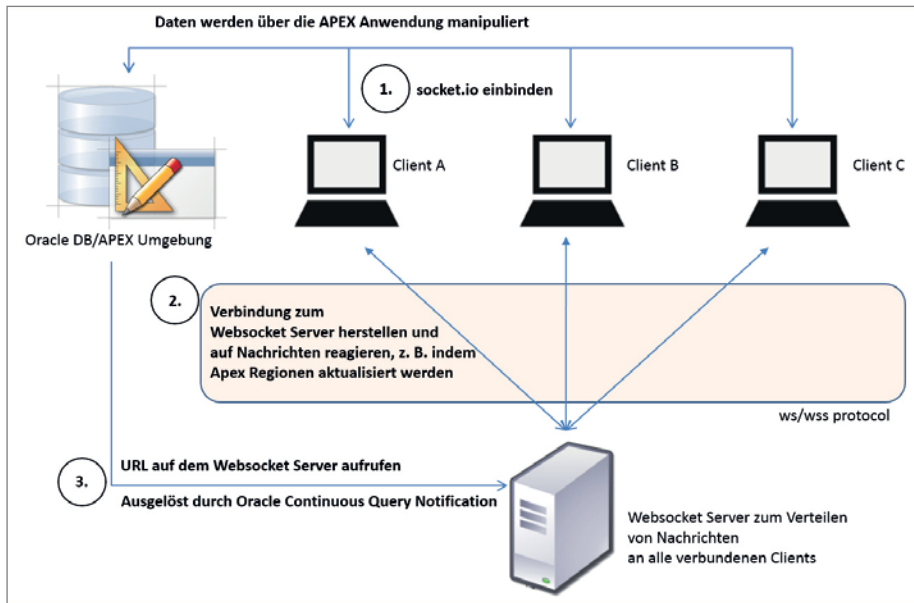 Daten werden über die APEX Anwendung manipuliert
1.
socket.io einbinden
Client A
Client B
Client C
Oracle DB/APEX Umgebung
2.
Verbindung zum
Websocket Server herstellen und
auf Nachrichten reagieren, z. B. indem
Apex Regionen aktualisiert werden
ws/wss protocol
3.
URL auf dem Websocket Server aufrufen
Ausgelöst durch Oracle Continuous Query Notification
Websocket Server zum Verteilen
von Nachrichten
an alle verbundenen Clients